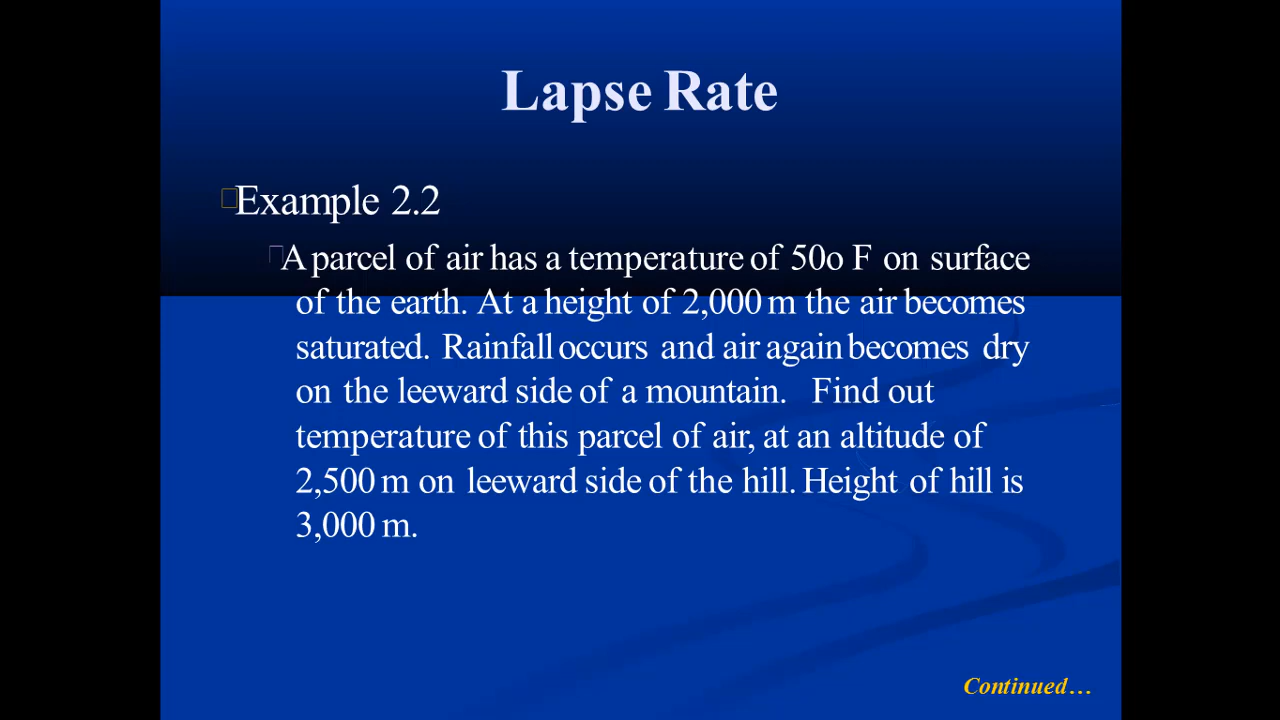 Lapse Rate
Example 2.2
A parcel of air has a temperature of 50o F on surface
of the earth. At a height of 2,000 m the air becomes
saturated. Rainfall occurs and air again becomes dry
on the leeward side of a mountain. Find out
temperature of this parcel of air, at an altitude of
2,500 m on leeward side of the hill. Height of hill is
3,000 m.
Continued…